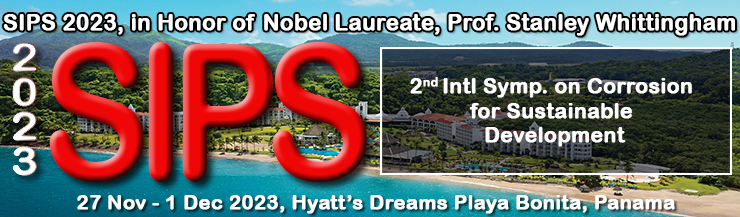 SIPS 2023, in Honor of Nobel Laureate, Prof. Stanley Whittingham
2023
SIPS
2nd Intl Symp. on Corrosion
for Sustainable
Development
27 Nov - 1 Dec 2023, Hyatt's Dreams Playa Bonita, Panama